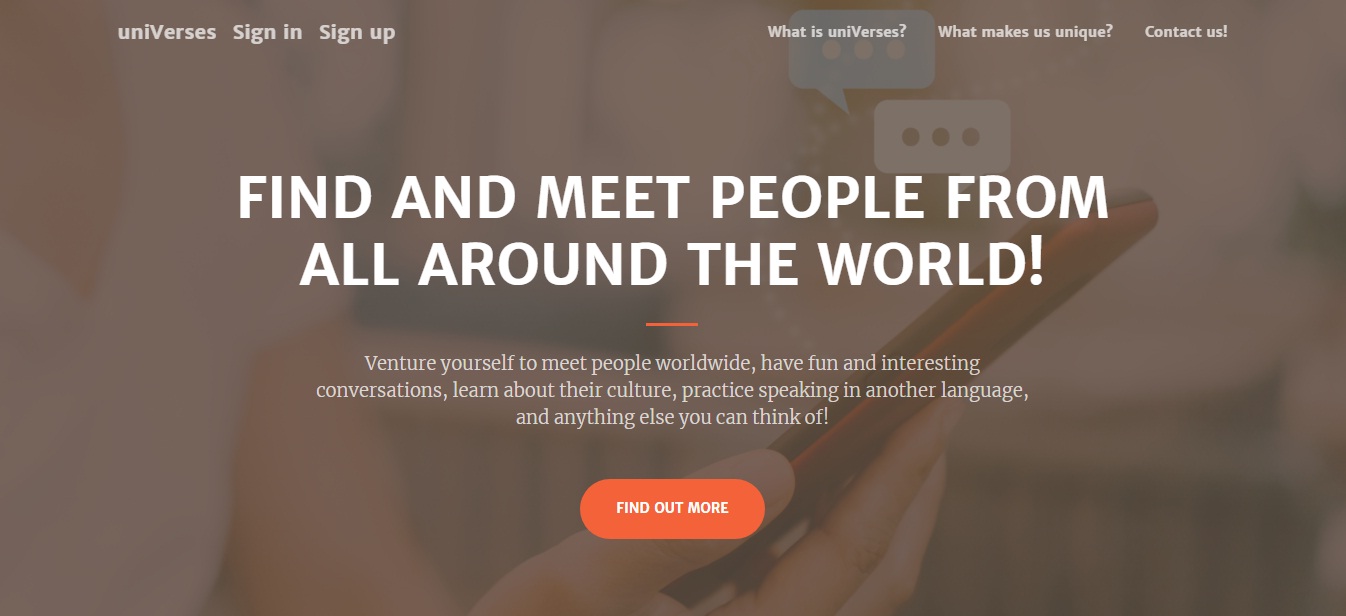 uniVerses Sign in Sign up What is uniVerses? What makes us unique? Contact us!
FIND AND MEET PEOPLE FROM
ALL AROUND THE WORLD!
Venture yourself to meet people worldwide, have fun and interesting
conversations, learn about their culture, practice speaking in another language,
and anything else you can think of!
FIND OUT MORE